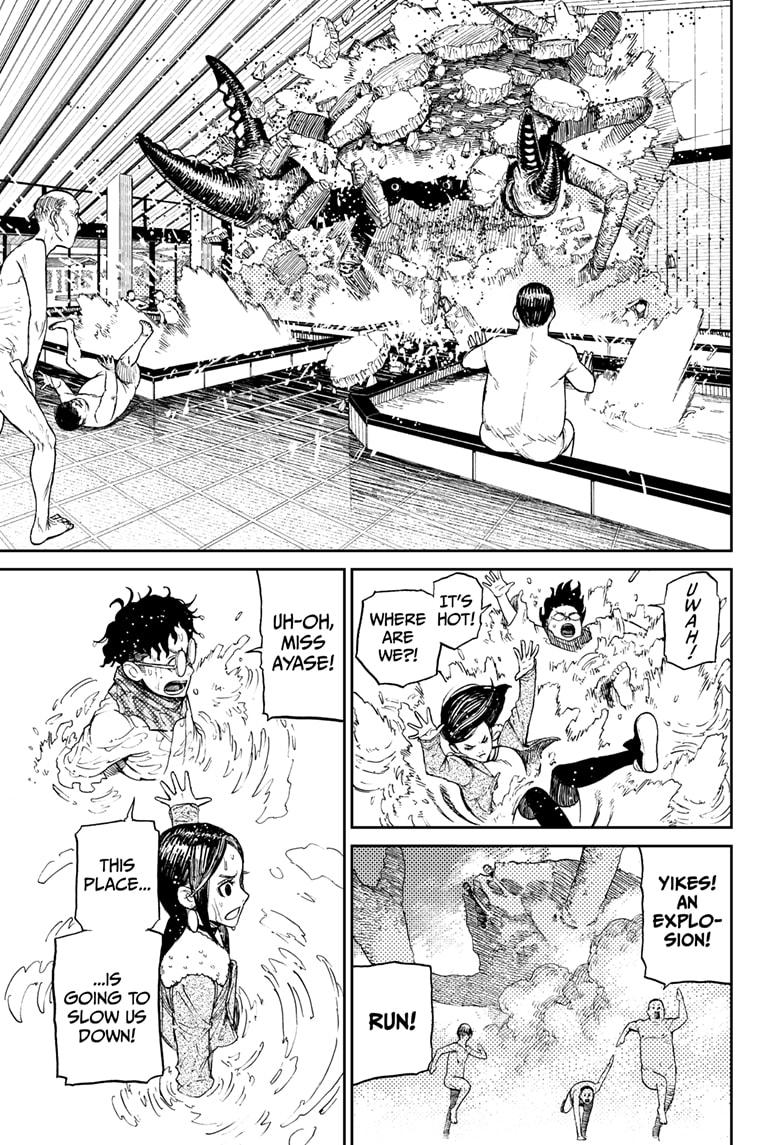 UWAH!
IT'S
HOT!
WHERE
ARE
WE?!
YIKES!
AN
EXPLO-
SION!
RUN!
UH-OH,
MISS
AYASE!
THIS
PLACE...
...IS
GOING TO
SLOW US
DOWN!